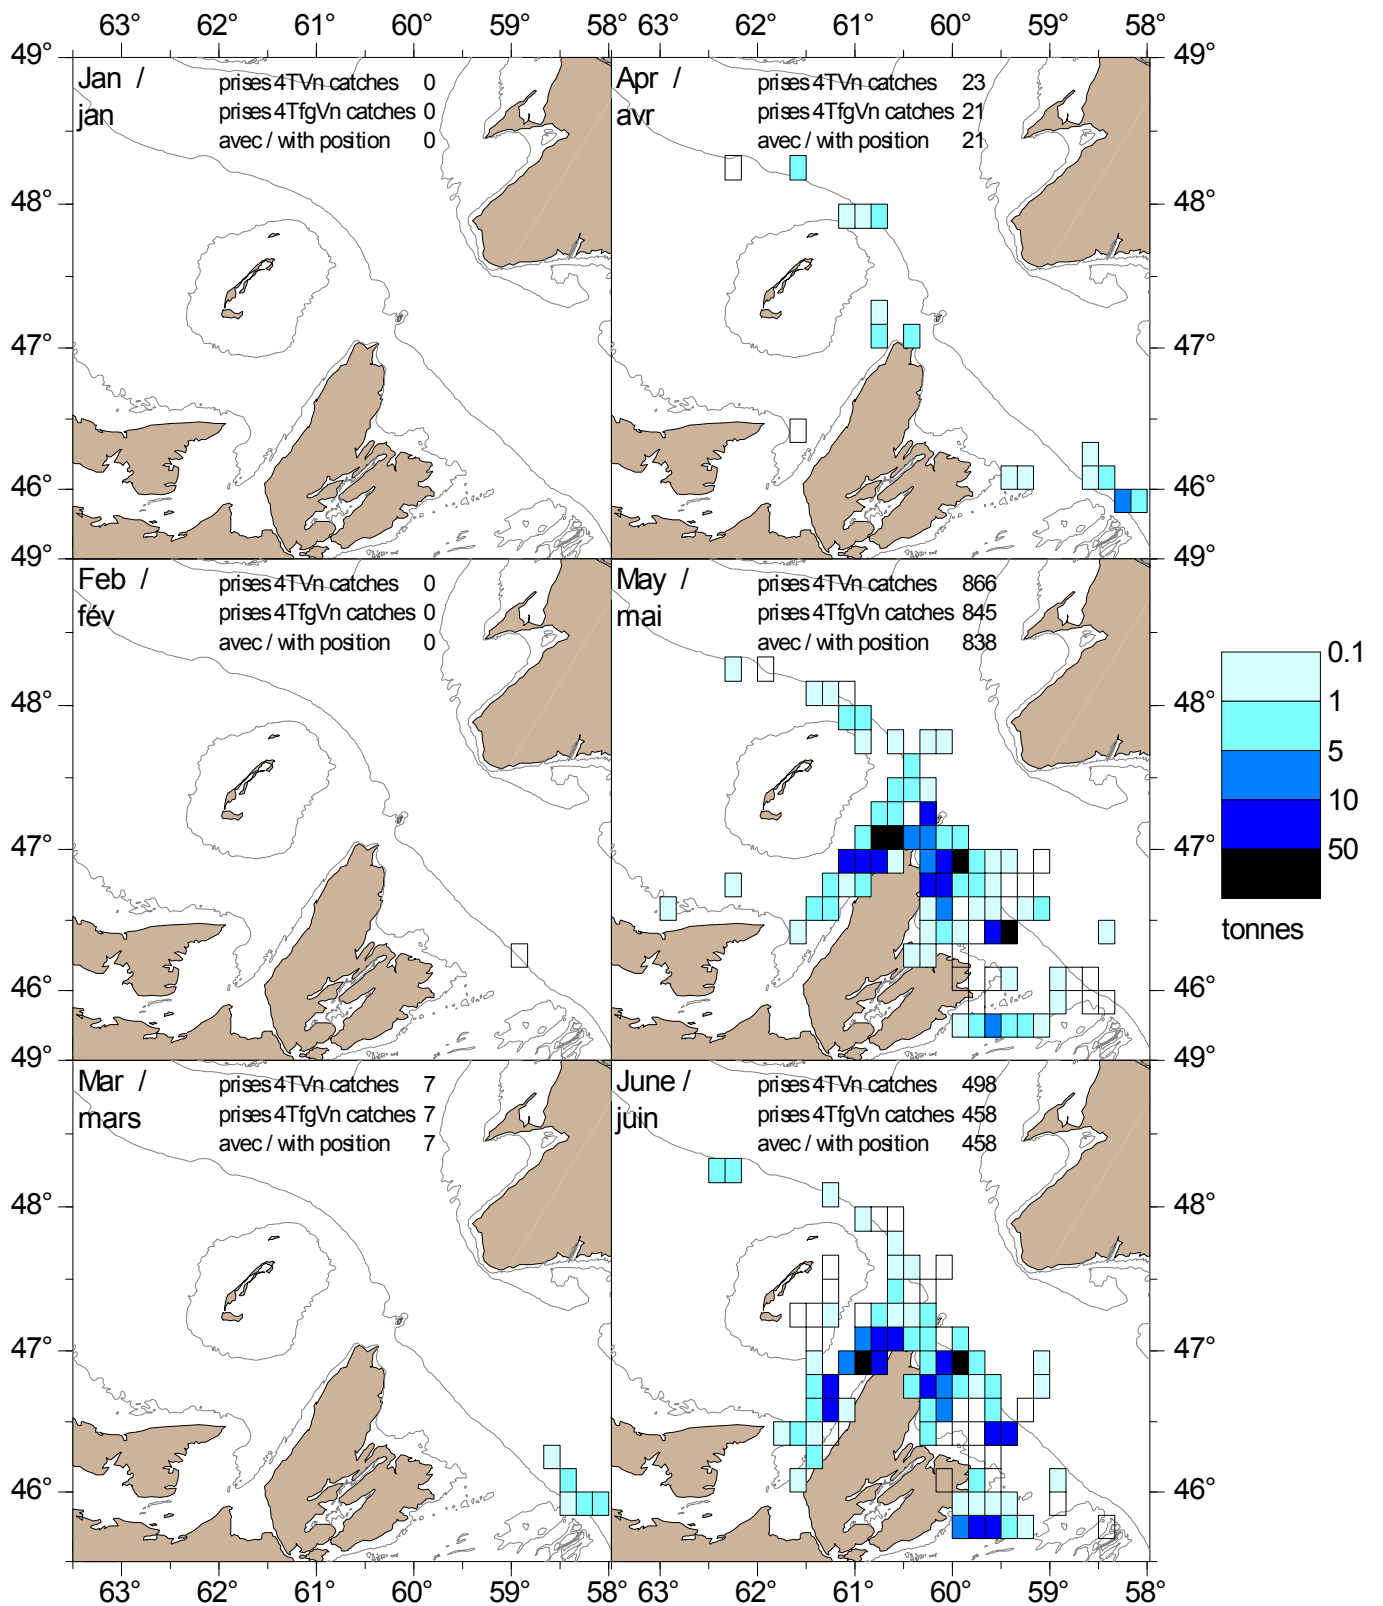 63° 62° 61° 60° 59° 58° 63° 62° 61° 60° 59° 58°
49° 49°
Jan / jan
prises 4TVn catches 0
prises 4TfgVn catches 0
avec / with position 0
Apr / avr
prises 4TVn catches 23
prises 4TfgVn catches 21
avec / with position 21
48° 48°
47° 47°
46° 46°
49° 49°
Feb / fév
prises 4TVn catches 0
prises 4TfgVn catches 0
avec / with position 0
May / mai
prises 4TVn catches 866
prises 4TfgVn catches 845
avec / with position 838
48° 48°
47° 47°
46° 46°
49° 49°
Mar / mars
prises 4TVn catches 7
prises 4TfgVn catches 7
avec / with position 7
June / juin
prises 4TVn catches 498
prises 4TfgVn catches 458
avec / with position 458
48° 48°
47° 47°
46° 46°
63° 62° 61° 60° 59° 58° 63° 62° 61° 60° 59° 58°
0.1
1
5
10
50
tonnes